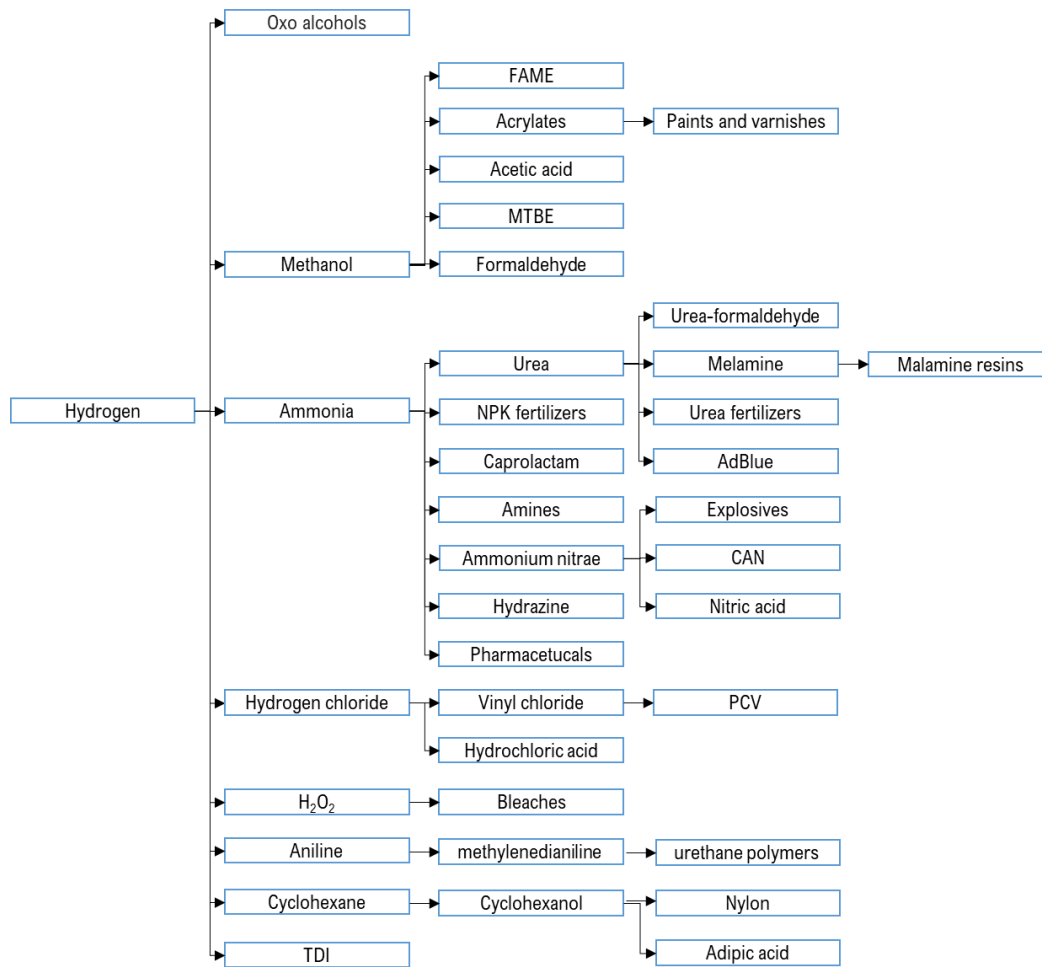 Oxo alcohols
FAME
Acrylates
Paints and varnishes
Acetic acid
MTBE
Methanol
Formaldehyde
Urea-formaldehyde
Urea
Melamine
Malamine resins
Hydrogen
Ammonia
NPK fertilizers
Urea fertilizers
Caprolactam
AdBlue
Amines
Explosives
Ammonium nitrae
CAN
Hydrazine
Nitric acid
Pharmacetucals
Hydrogen chloride
Vinyl chloride
PCV
Hydrochloric acid
H₂O₂
Bleaches
Aniline
methylenedianiline
urethane polymers
Cyclohexane
Cyclohexanol
Nylon
TDI
Adipic acid